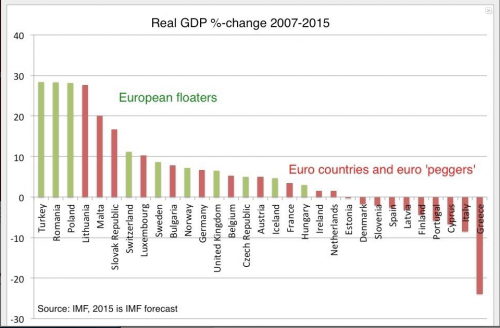 Real GDP %-change 2007-2015
40
30
20
10
0
-10
-20
-30
European floaters
Euro countries and euro 'peggers'
Turkey
Romania
Poland
Lithuania
Malta
Slovak Republic
Switzerland
Luxembourg
Sweden
Bulgaria
Norway
Germany
United Kingdom
Belgium
Czech Republic
Austria
Iceland
France
Hungary
Ireland
Netherlands
Estonia
Denmark
Slovenia
Spain
Latvia
Finland
Portugal
Cyprus
Italy
Greece
Source: IMF, 2015 is IMF forecast